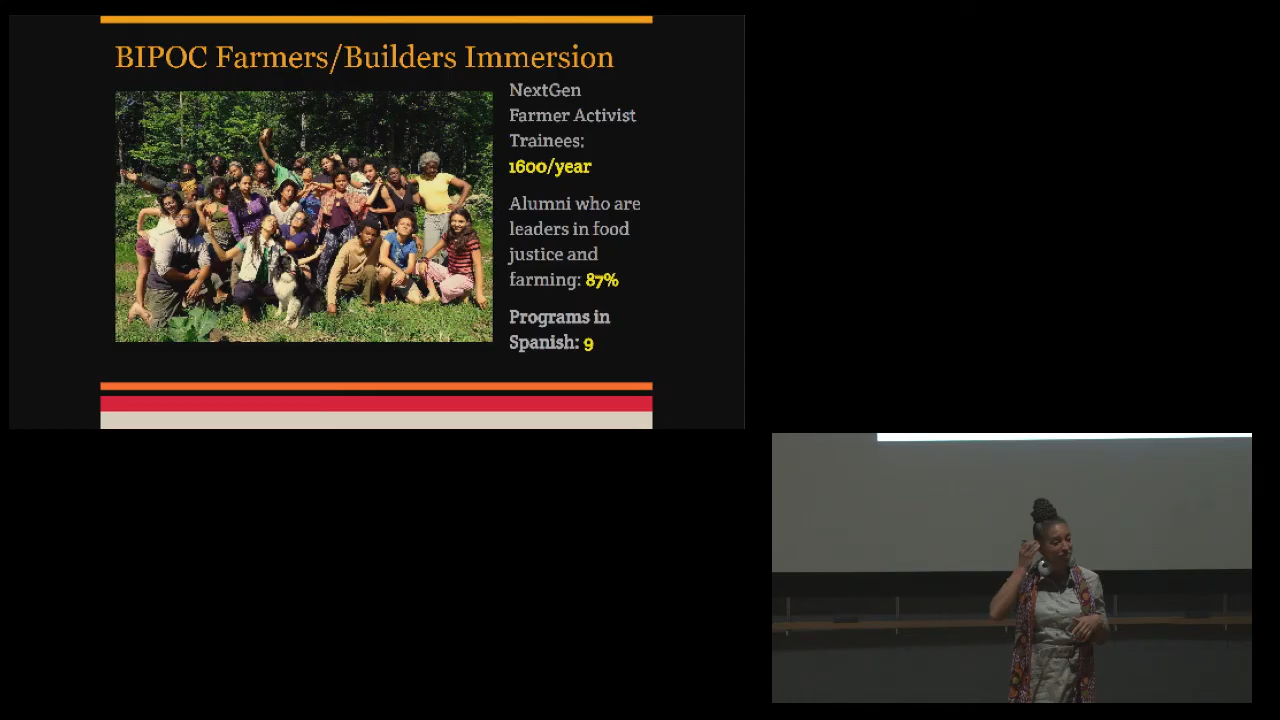 BIPOC Farmers/Builders Immersion
NextGen
Farmer Activist
Trainees:
1600/year
Alumni who are
leaders in food
justice and
farming: 87%
Programs in
Spanish: 9